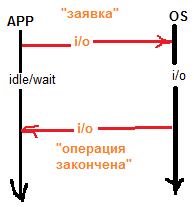 "заявка"
APP
OS
i/o
idle/wait
i/o
i/o
"операция
закончена"